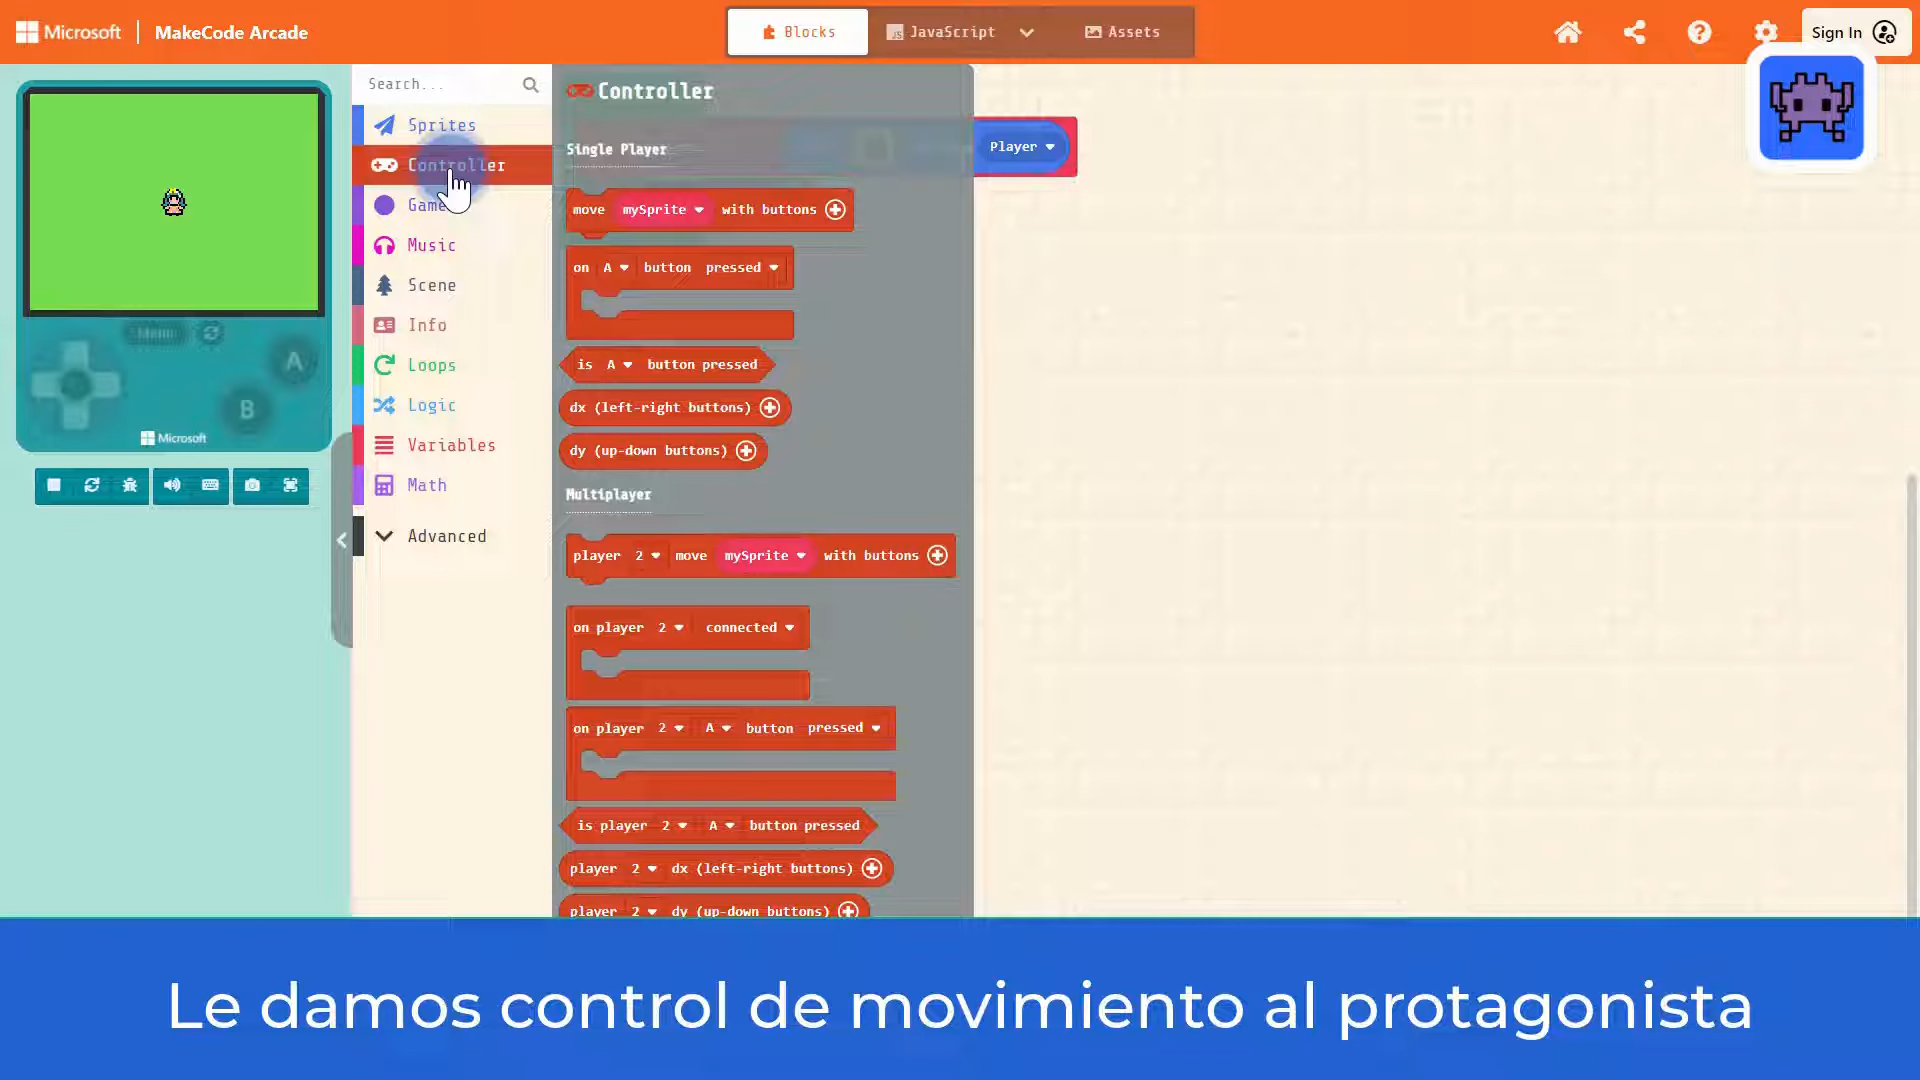 Microsoft
MakeCode Arcade
Blocks
JavaScript
Assets
Sign In
Search...
Controller
Sprites
Controller
Game
Music
Scene
Info
Loops
Logic
Variables
Math
Advanced
Player
Single Player
move mySprite with buttons
on A button pressed
is A button pressed
dx (left-right buttons)
dy (up-down buttons)
Multiplayer
player 2 move mySprite with buttons
on player 2 connected
on player 2 A button pressed
is player 2 A button pressed
player 2 dx (left-right buttons)
player 2 dy (up-down buttons)
Menu
A
B
Microsoft
Le damos control de movimiento al protagonista